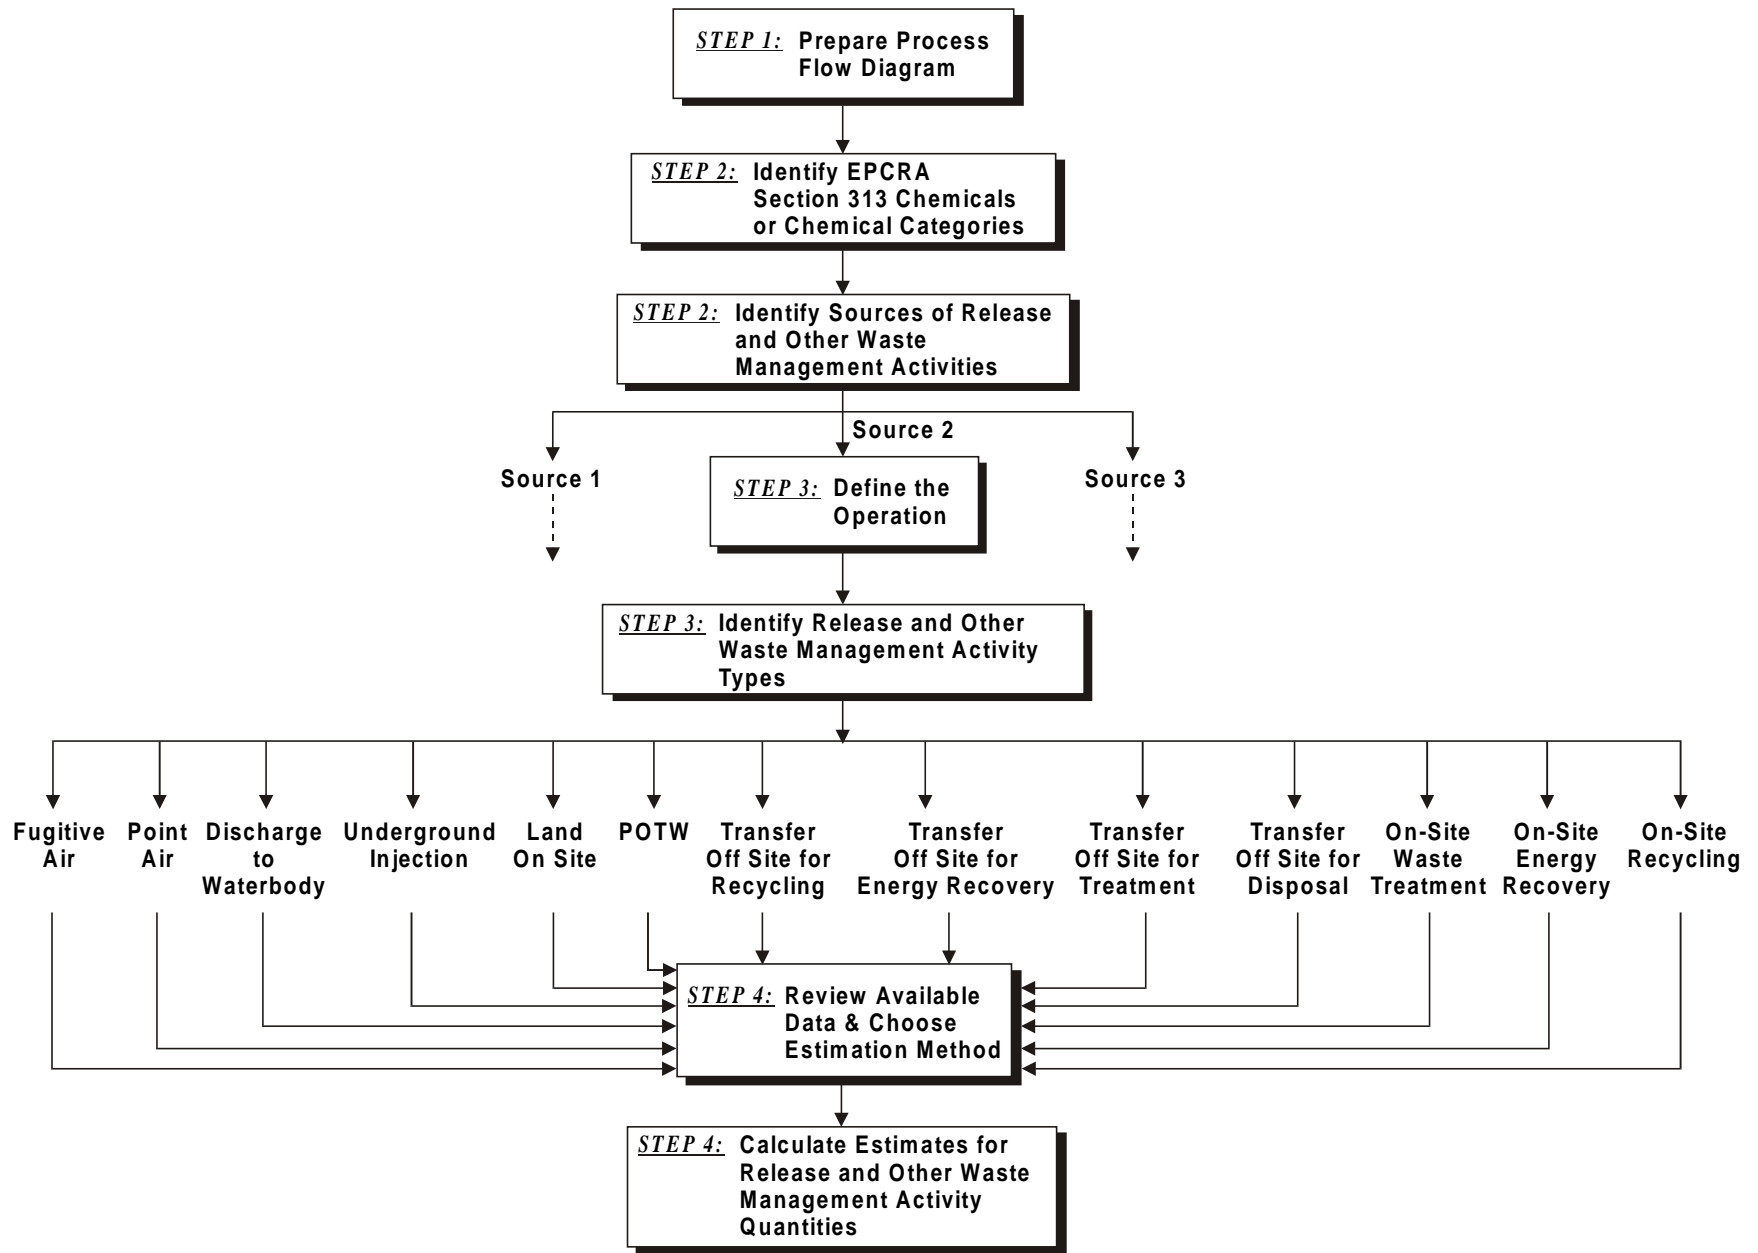 STEP 1: Prepare Process
Flow Diagram
STEP 2: Identify EPCRA
Section 313 Chemicals
or Chemical Categories
STEP 2: Identify Sources of Release
and Other Waste
Management Activities
Source 2
Source 1
Source 3
STEP 3: Define the
Operation
STEP 3: Identify Release and Other
Waste Management Activity
Types
Fugitive
Air
Point
Air
Discharge
to
Waterbody
Underground
Injection
Land
On Site
POTW
Transfer
Off Site for
Recycling
Transfer
Off Site for
Energy Recovery
Transfer
Off Site for
Treatment
Transfer
Off Site for
Disposal
On-Site
Waste
Treatment
On-Site
Energy
Recovery
On-Site
Recycling
STEP 4: Review Available
Data & Choose
Estimation Method
STEP 4: Calculate Estimates for
Release and Other Waste
Management Activity
Quantities